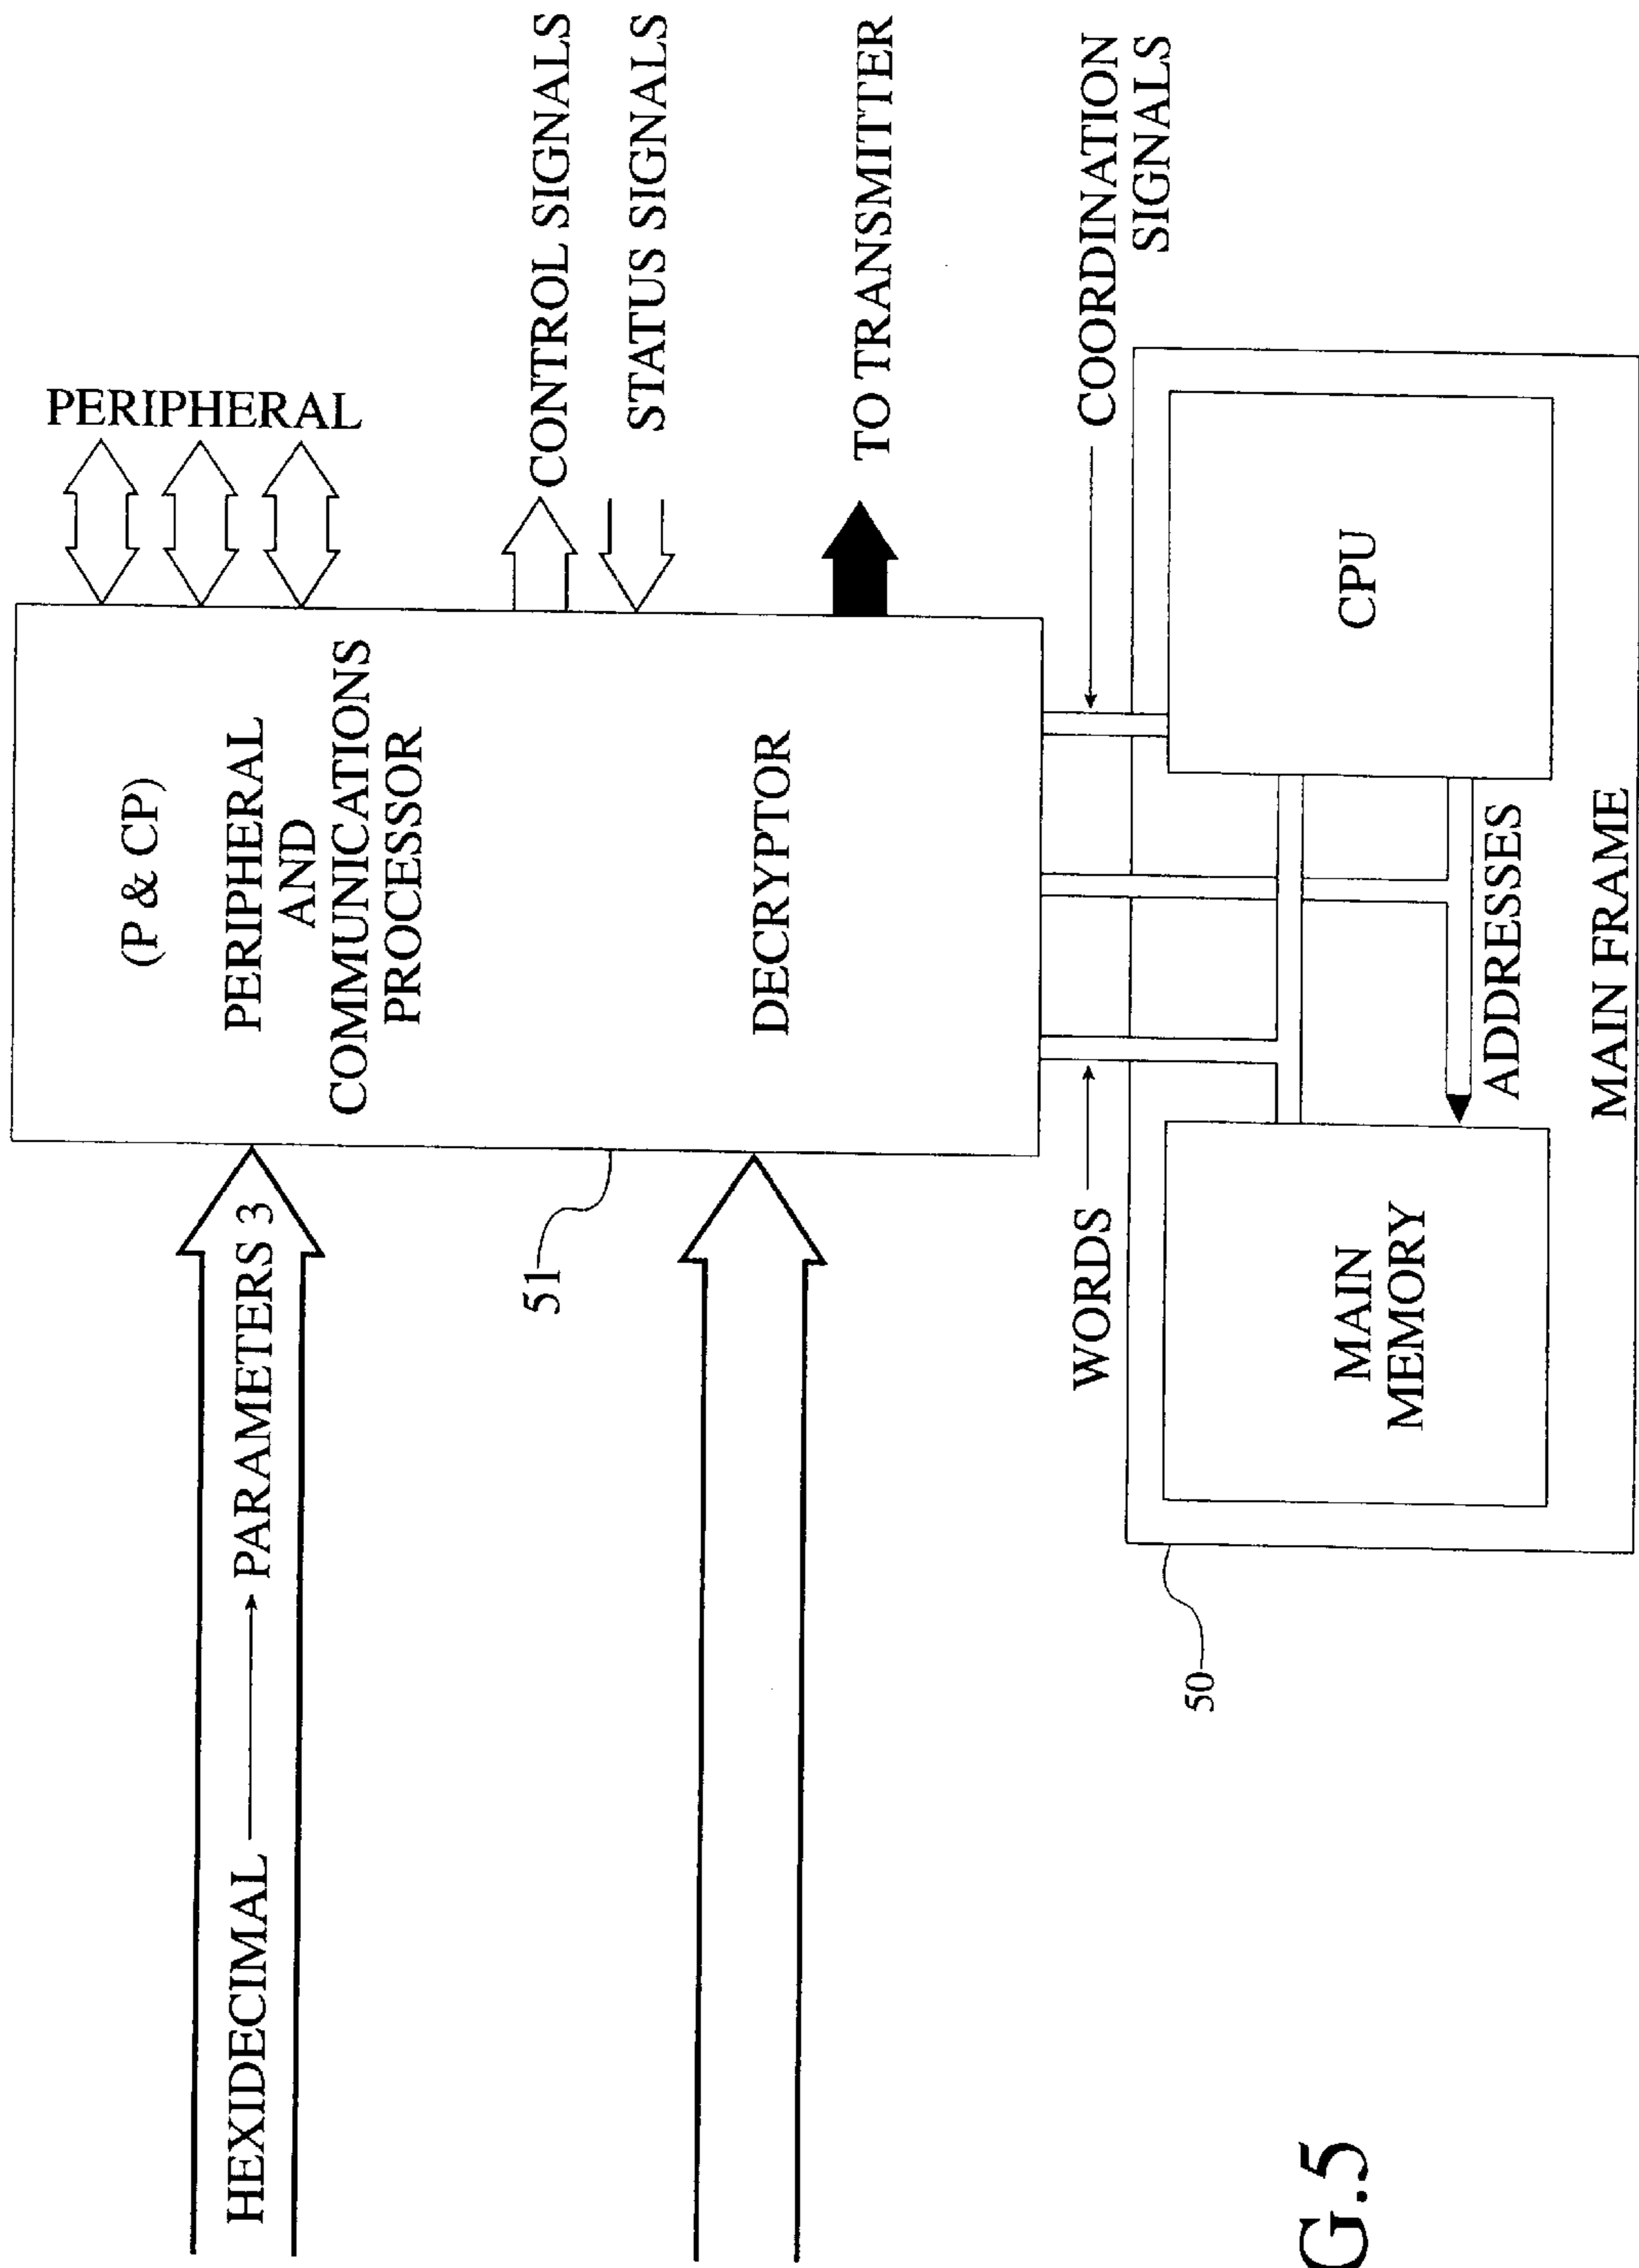 HEXIDECIMAL → PARAMETERS 3
(P & CP)
PERIPHERAL
AND
COMMUNICATIONS
PROCESSOR
DECRYPTOR
PERIPHERAL
CONTROL SIGNALS
STATUS SIGNALS
TO TRANSMITTER
51
WORDS
COORDINATION
SIGNALS
MAIN
MEMORY
CPU
ADDRESSES
MAIN FRAME
50
G.5